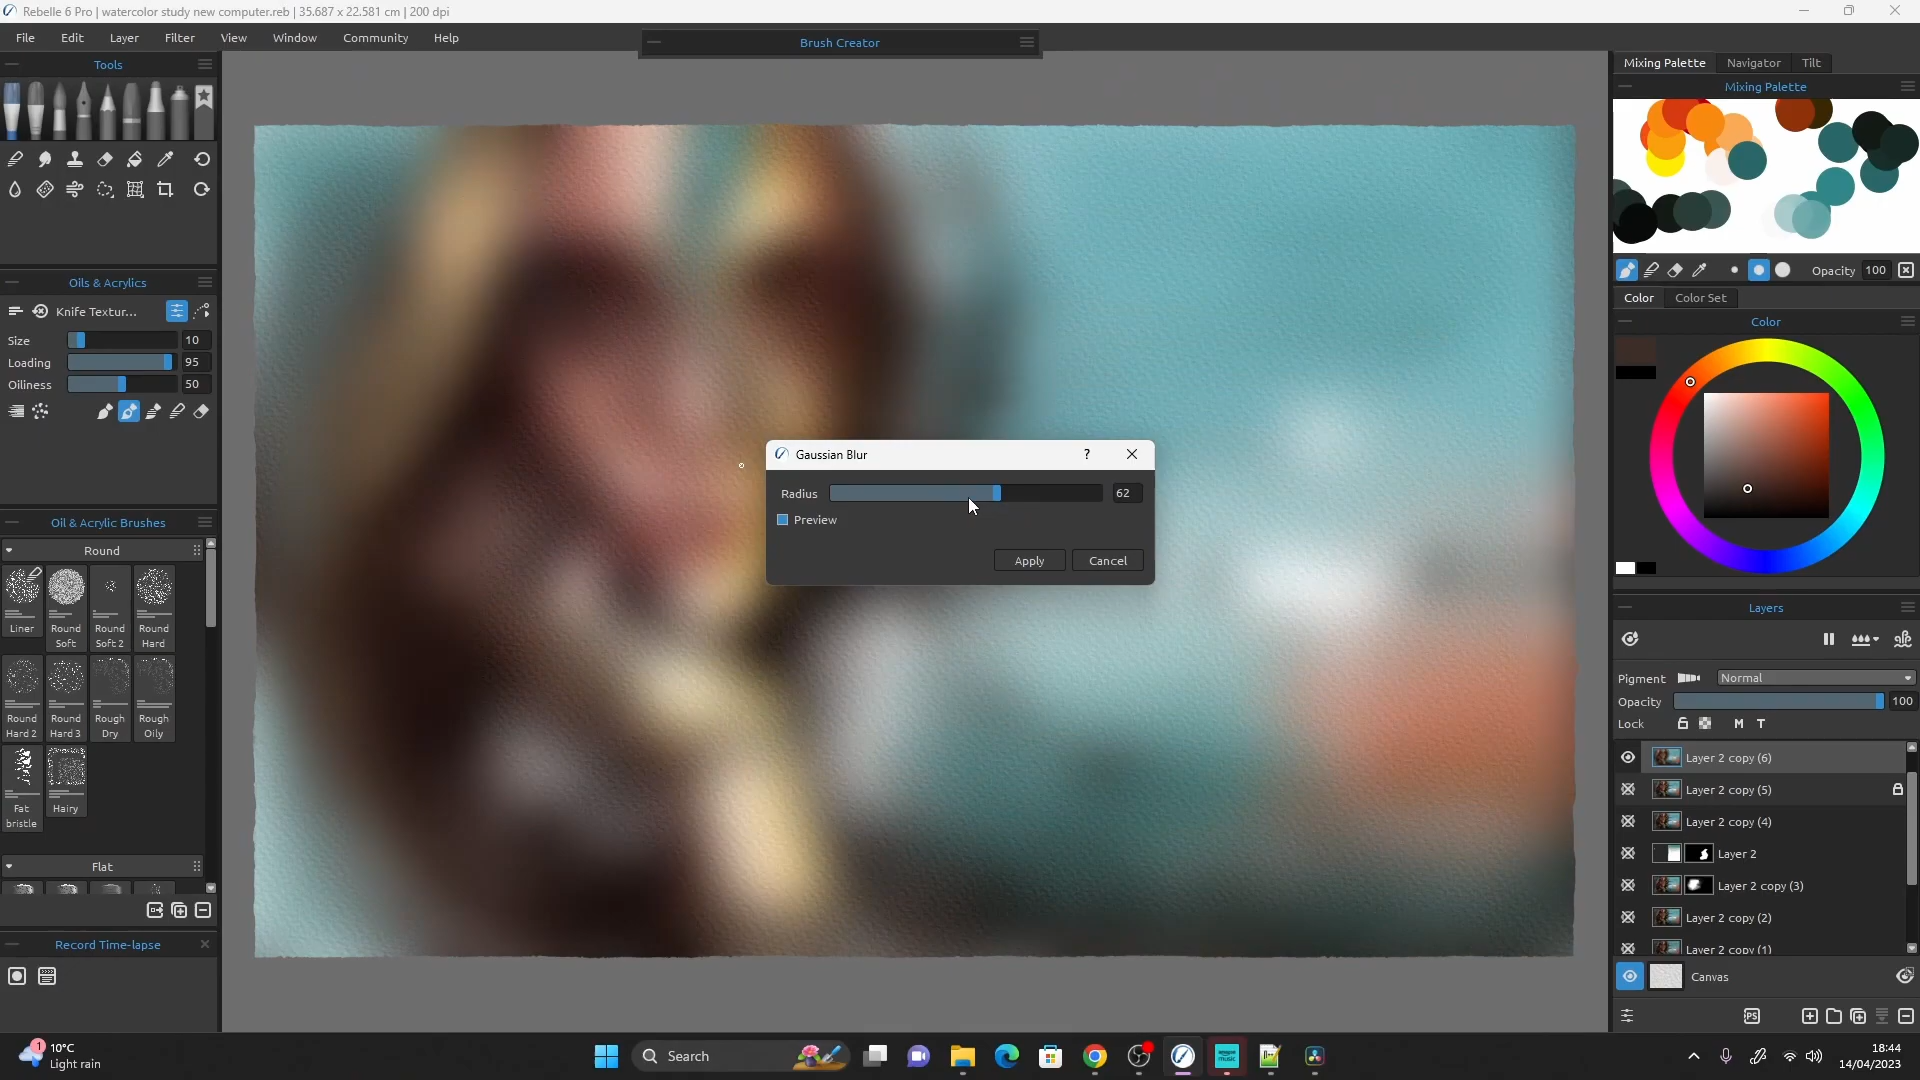 Rebelle 6 Pro | watercolor study new computer.reb | 35.687 x 22.581 cm | 200 dpi
File Edit Layer Filter View Window Community Help
Brush Creator
Tools
Oils & Acrylics
Knife Textur...
Size 10
Loading 95
Oiliness 50
Oil & Acrylic Brushes
Round
Liner
Round Soft
Round Soft 2
Round Hard
Round Hard 2
Round Hard 3
Rough Dry
Rough Oily
Fat bristle
Hairy
Flat
Record Time-lapse
Gaussian Blur ?
Radius 62
Preview
Apply Cancel
Mixing Palette Navigator Tilt
Mixing Palette
Opacity 100
Color Color Set
Color
Layers
Pigment Normal
Opacity 100
Lock M T
Layer 2 copy (6)
Layer 2 copy (5)
Layer 2 copy (4)
Layer 2
Layer 2 copy (3)
Layer 2 copy (2)
Layer 2 copy (1)
Canvas
PS
1
10°C
Light rain
Search
music
18:44
14/04/2023